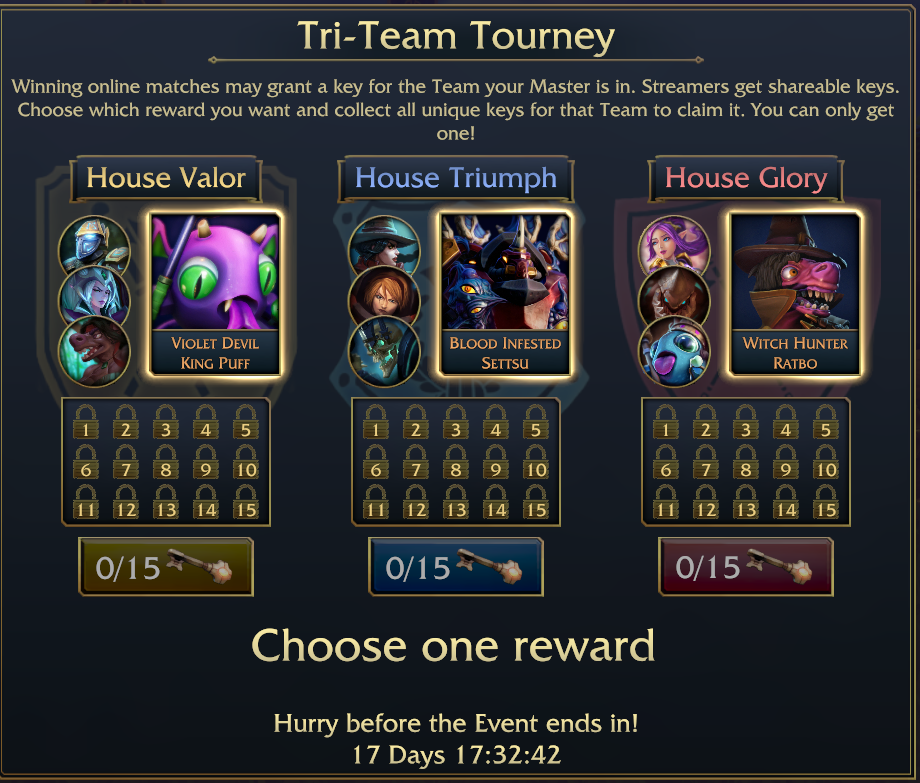 Tri-Team Tourney
Winning online matches may grant a key for the Team your Master is in. Streamers get shareable keys.
Choose which reward you want and collect all unique keys for that Team to claim it. You can only get
one!
House Valor
House Triumph
House Glory
Violet Devil
King Puff
Blood Infested
Settsu
Witch Hunter
Ratbo
1 2 3 4 5
6 7 8 9 10
11 12 13 14 15
1 2 3 4 5
6 7 8 9 10
11 12 13 14 15
1 2 3 4 5
6 7 8 9 10
11 12 13 14 15
0/15
0/15
0/15
Choose one reward
Hurry before the Event ends in!
17 Days 17:32:42